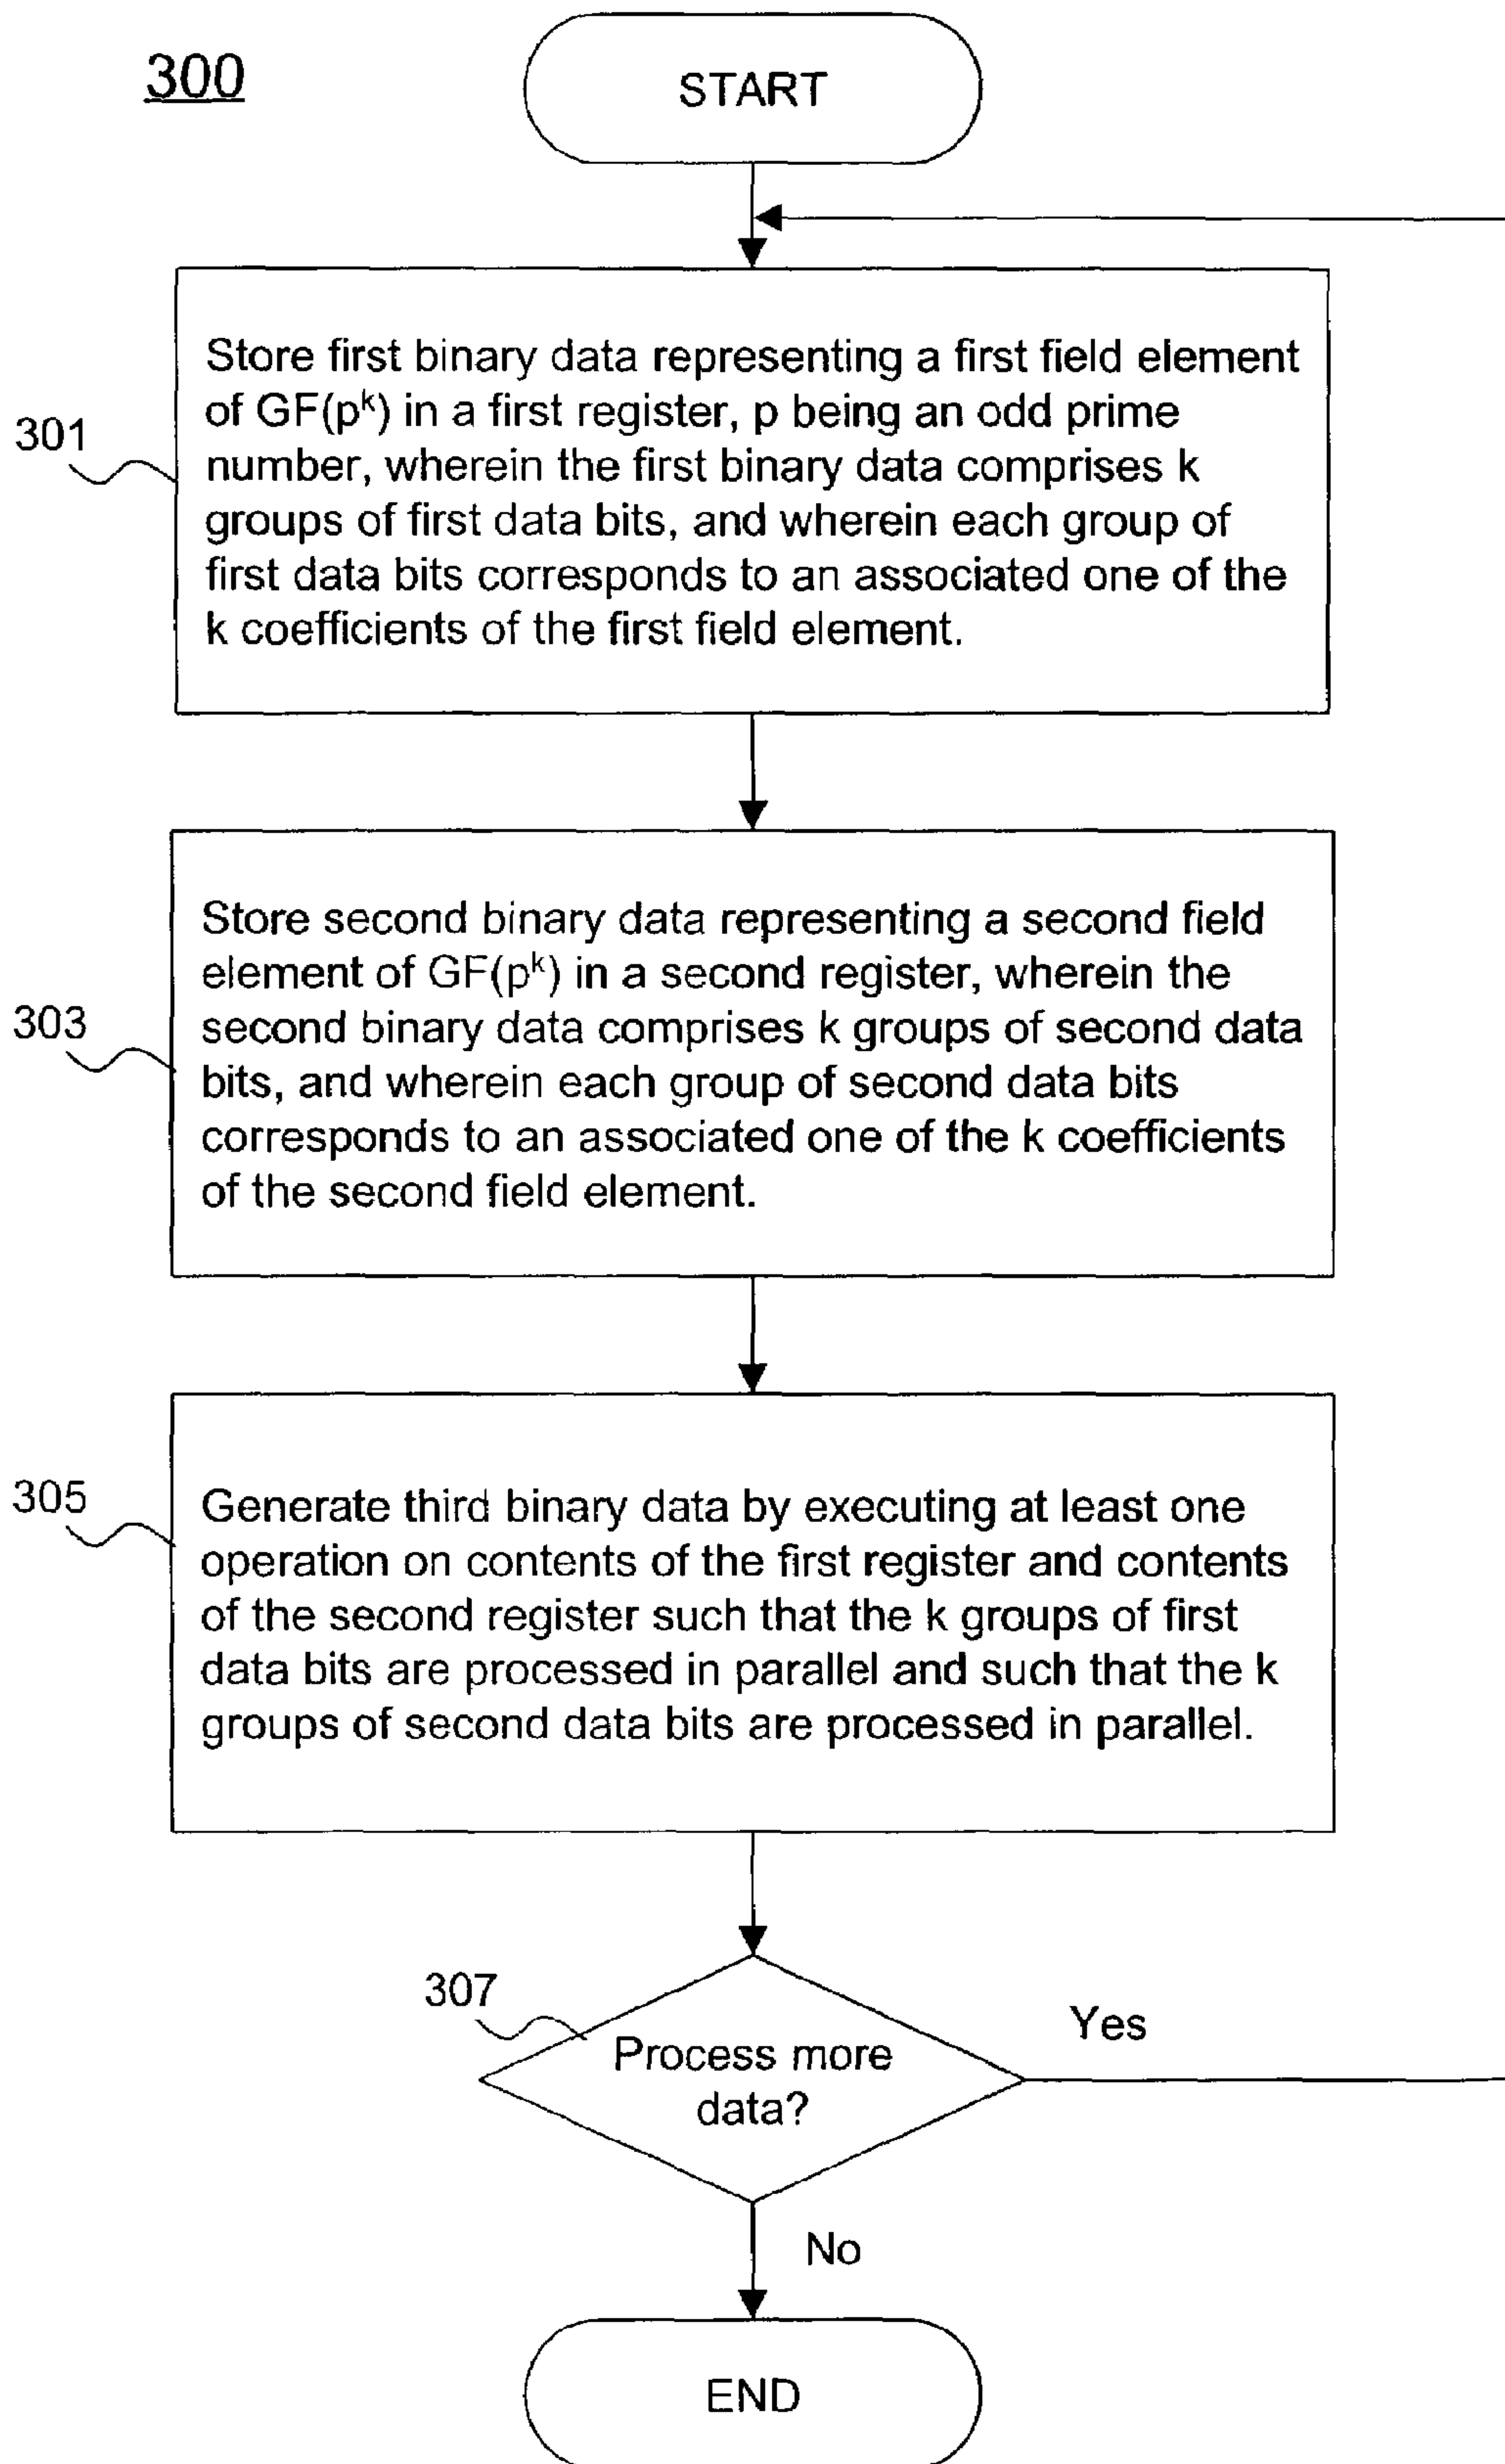 300
START
301
Store first binary data representing a first field element
of GF(pᵏ) in a first register, p being an odd prime
number, wherein the first binary data comprises k
groups of first data bits, and wherein each group of
first data bits corresponds to an associated one of the
k coefficients of the first field element.
303
Store second binary data representing a second field
element of GF(pᵏ) in a second register, wherein the
second binary data comprises k groups of second data
bits, and wherein each group of second data bits
corresponds to an associated one of the k coefficients
of the second field element.
305
Generate third binary data by executing at least one
operation on contents of the first register and contents
of the second register such that the k groups of first
data bits are processed in parallel and such that the k
groups of second data bits are processed in parallel.
307
Process more
data?
Yes
No
END